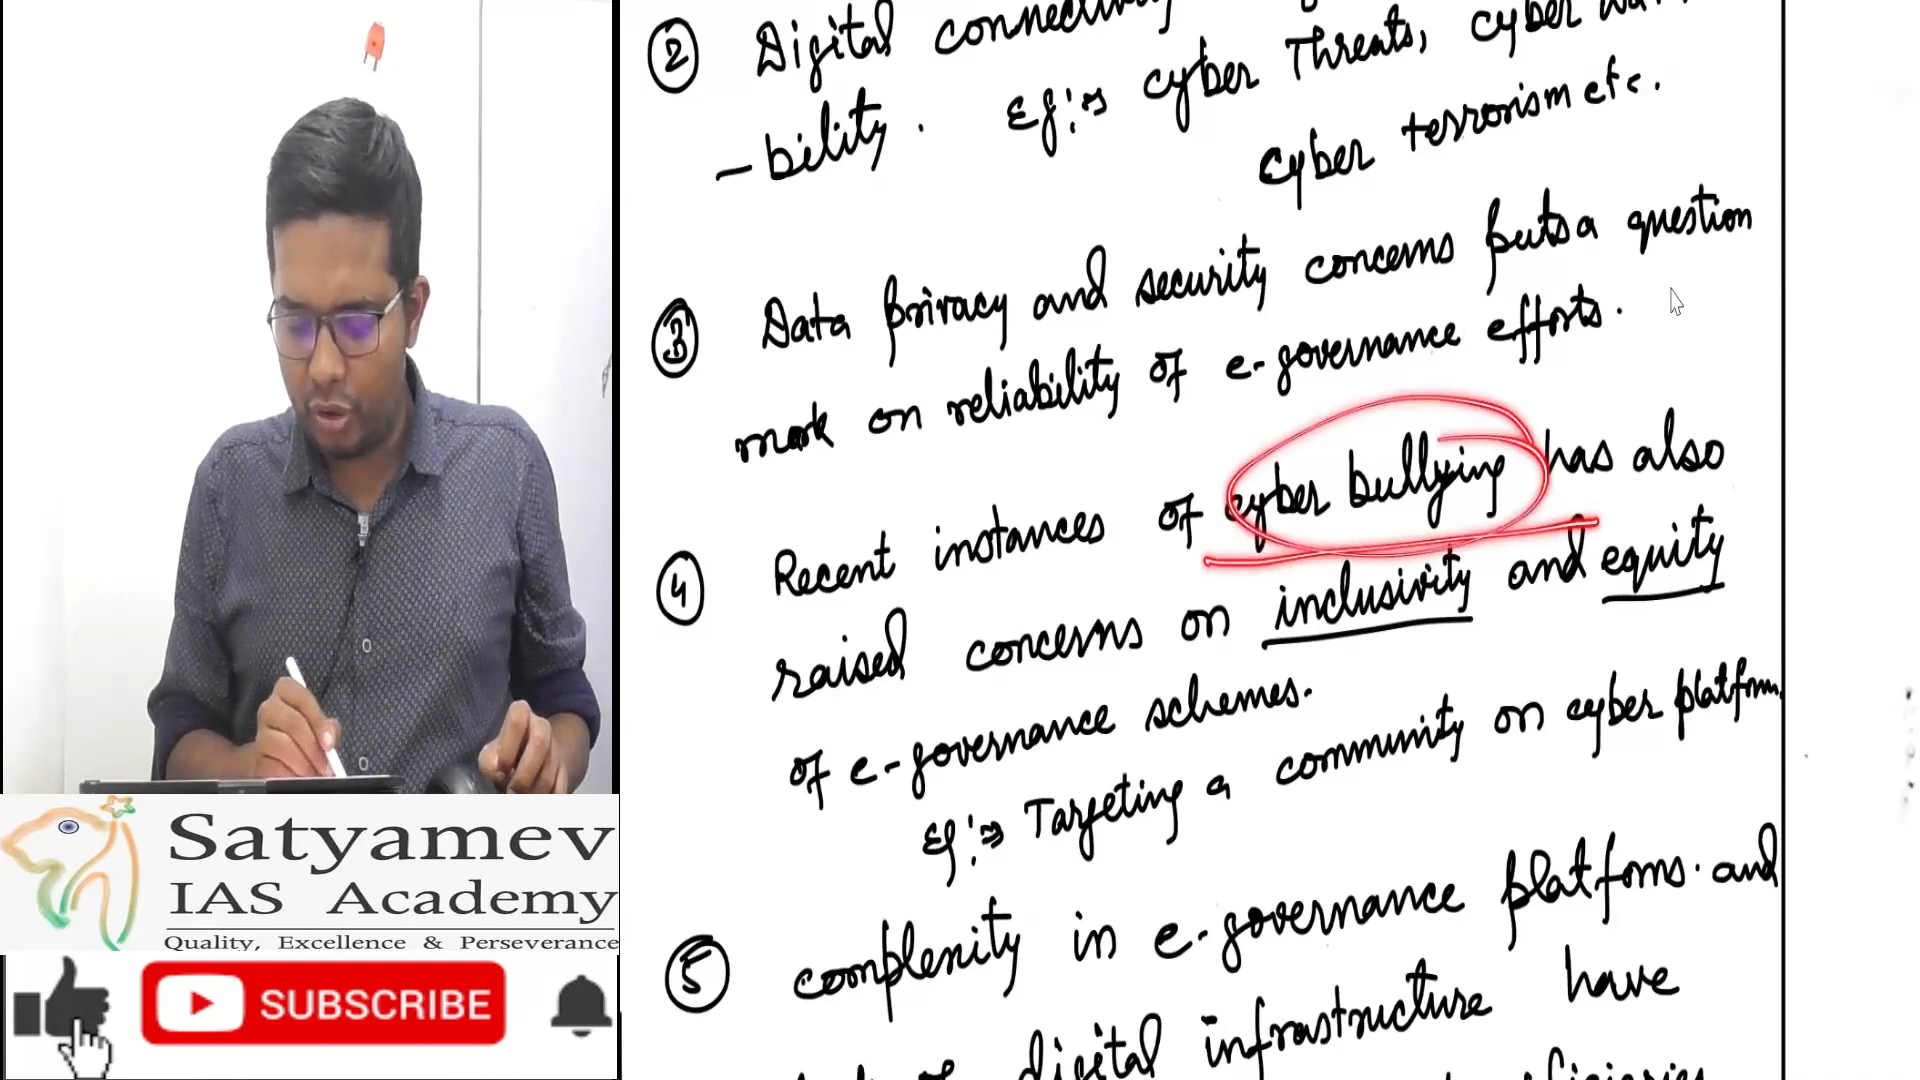 ② Digital connectivity
-bility. Eg:⇒ cyber Threats, cyber
cyber terrorism etc.
③ Data privacy and security concerns puts a question
mark on reliability of e-governance efforts.
④ Recent instances of cyber bullying has also
raised concerns on inclusivity and equity
of e-governance schemes.
Eg:⇒ Targeting a community on cyber platform
⑤ complexity in e-governance platforms. and
digital infrastructure have
Satyamev
IAS Academy
Quality, Excellence & Perseverance
SUBSCRIBE